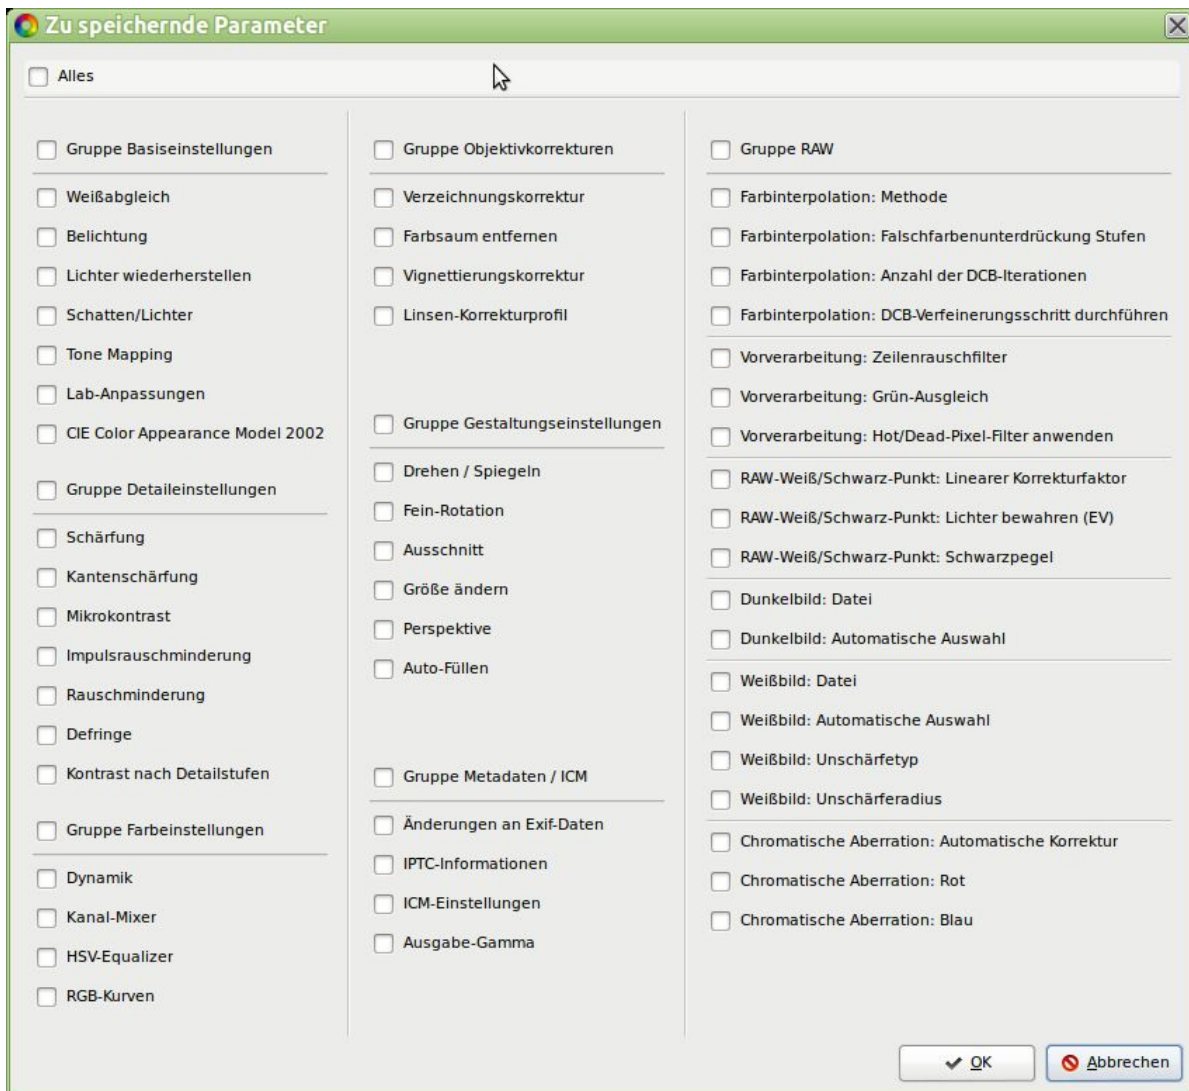 Zu speichernde Parameter
Alles
Gruppe Basiseinstellungen
Weißabgleich
Belichtung
Lichter wiederherstellen
Schatten/Lichter
Tone Mapping
Lab-Anpassungen
CIE Color Appearance Model 2002
Gruppe Detaileinstellungen
Schärfung
Kantenschärfung
Mikrokontrast
Impulsrauschminderung
Rauschminderung
Defringe
Kontrast nach Detailstufen
Gruppe Farbeinstellungen
Dynamik
Kanal-Mixer
HSV-Equalizer
RGB-Kurven
Gruppe Objektivkorrekturen
Verzeichnungskorrektur
Farbsaum entfernen
Vignettierungskorrektur
Linsen-Korrekturprofil
Gruppe Gestaltungseinstellungen
Drehen / Spiegeln
Fein-Rotation
Ausschnitt
Größe ändern
Perspektive
Auto-Füllen
Gruppe Metadaten / ICM
Änderungen an Exif-Daten
IPTC-Informationen
ICM-Einstellungen
Ausgabe-Gamma
Gruppe RAW
Farbinterpolation: Methode
Farbinterpolation: Falschfarbenunterdrückung Stufen
Farbinterpolation: Anzahl der DCB-Iterationen
Farbinterpolation: DCB-Verfeinerungsschritt durchführen
Vorverarbeitung: Zeilenrauschfilter
Vorverarbeitung: Grün-Ausgleich
Vorverarbeitung: Hot/Dead-Pixel-Filter anwenden
RAW-Weiß/Schwarz-Punkt: Linearer Korrekturfaktor
RAW-Weiß/Schwarz-Punkt: Lichter bewahren (EV)
RAW-Weiß/Schwarz-Punkt: Schwarzpegel
Dunkelbild: Datei
Dunkelbild: Automatische Auswahl
Weißbild: Datei
Weißbild: Automatische Auswahl
Weißbild: Unschärfetyp
Weißbild: Unschärferadius
Chromatische Aberration: Automatische Korrektur
Chromatische Aberration: Rot
Chromatische Aberration: Blau
OK
Abbrechen